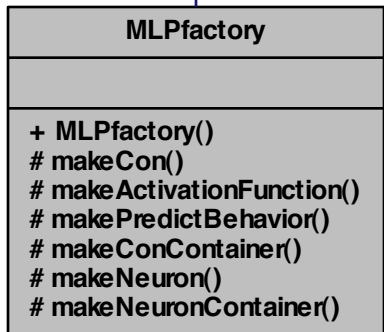 MLPfactory
+ MLPfactory()
# makeCon()
# makeActivationFunction()
# makePredictBehavior()
# makeConContainer()
# makeNeuron()
# makeNeuronContainer()